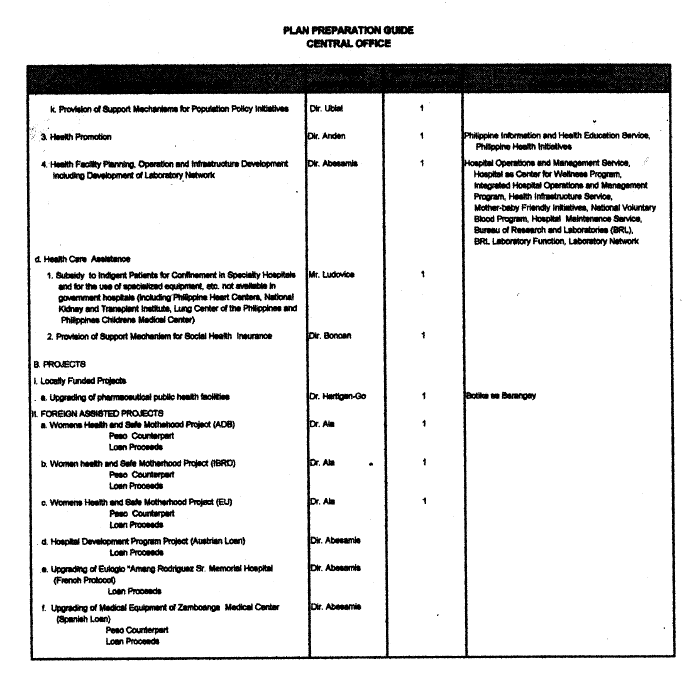 PLAN PREPARATION GUIDE
CENTRAL OFFICE
k. Provision of Support Mechanisms for Population Policy Initiatives Dir. Ubial 1
3. Health Promotion Dir. Anden 1 Philippine Information and Health Education Service,
Philippine Health Initiatives
4. Health Facility Planning, Operation and Infrastructure Development Dir. Abesamis 1 Hospital Operations and Management Service,
including Development of Laboratory Network Hospital as Center for Wellness Program,
Integrated Hospital Operations and Management
Program, Health Infrastructure Service,
Mother-baby Friendly Initiatives, National Voluntary
Blood Program, Hospital Maintenance Service,
Bureau of Research and Laboratories (BRL),
BRL Laboratory Function, Laboratory Network
d. Health Care Assistance
1. Subsidy to Indigent Patients for Confinement in Specialty Hospitals Mr. Ludovice 1
and for the use of specialized equipment, etc. not available in
government hospitals (including Philippine Heart Centers, National
Kidney and Transplant Institute, Lung Center of the Philippines and
Philippines Childrens Medical Center)
2. Provision of Support Mechanism for Social Health Insurance Dir. Bonoan 1
B. PROJECTS
I. Locally Funded Projects
a. Upgrading of pharmaceutical public health facilities Dr. Hartigan-Go 1 Botika sa Barangay
II. FOREIGN ASSISTED PROJECTS
a. Womens Health and Safe Mothehood Project (ADB) Dr. Ala 1
Peso Counterpart
Loan Proceeds
b. Women health and Safe Motherhood Project (IBRD) Dr. Ala 1
Peso Counterpart
Loan Proceeds
c. Womens Health and Safe Motherhood Project (EU) Dr. Ala 1
Peso Counterpart
Loan Proceeds
d. Hospital Development Program Project (Austrian Loan) Dir. Abesamis
Loan Proceeds
e. Upgrading of Eulogio "Amang Rodriguez Sr. Memorial Hospital Dir. Abesamis
(French Protocol)
Loan Proceeds
f. Upgrading of Medical Equipment of Zamboanga Medical Center Dir. Abesamis
(Spanish Loan)
Peso Counterpart
Loan Proceeds